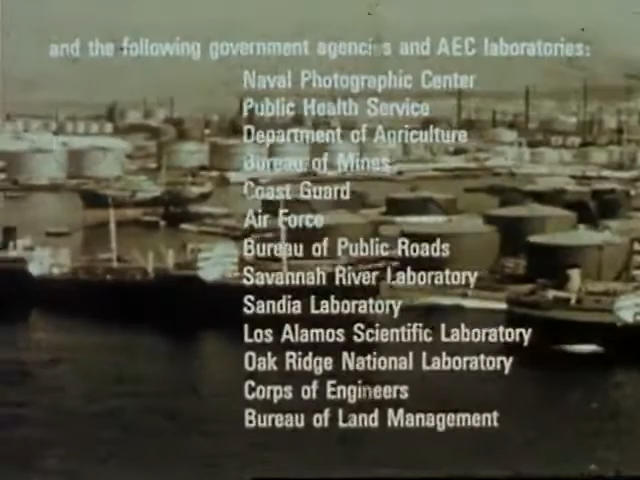 and the following government agencies and AEC laboratories:
Naval Photographic Center
Public Health Service
Department of Agriculture
Bureau of Mines
Coast Guard
Air Force
Bureau of Public Roads
Savannah River Laboratory
Sandia Laboratory
Los Alamos Scientific Laboratory
Oak Ridge National Laboratory
Corps of Engineers
Bureau of Land Management